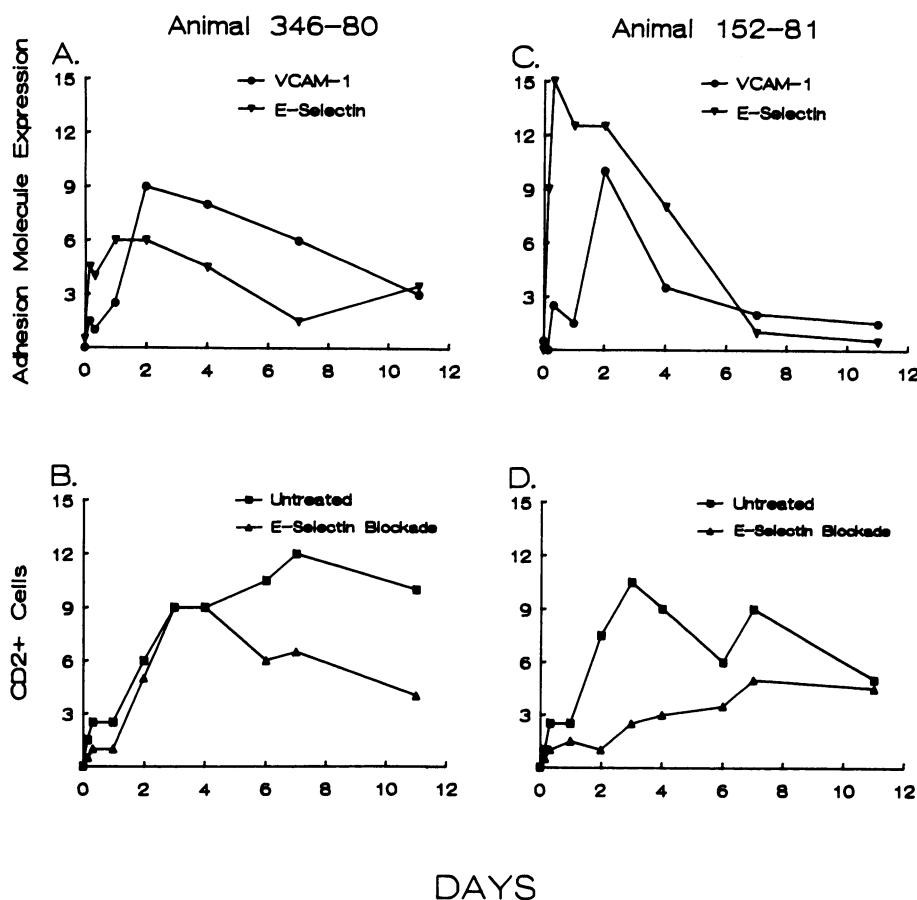 Animal 346-80
Animal 152-81
A.
VCAM-1
E-Selectin
Adhesion Molecule Expression
15
12
9
6
3
0 2 4 6 8 10 12
C.
VCAM-1
E-Selectin
15
12
9
6
3
0 2 4 6 8 10 12
B.
Untreated
E-Selectin Blockade
CD2+ Cells
15
12
9
6
3
0 2 4 6 8 10 12
D.
Untreated
E-Selectin Blockade
15
12
9
6
3
0 2 4 6 8 10 12
DAYS